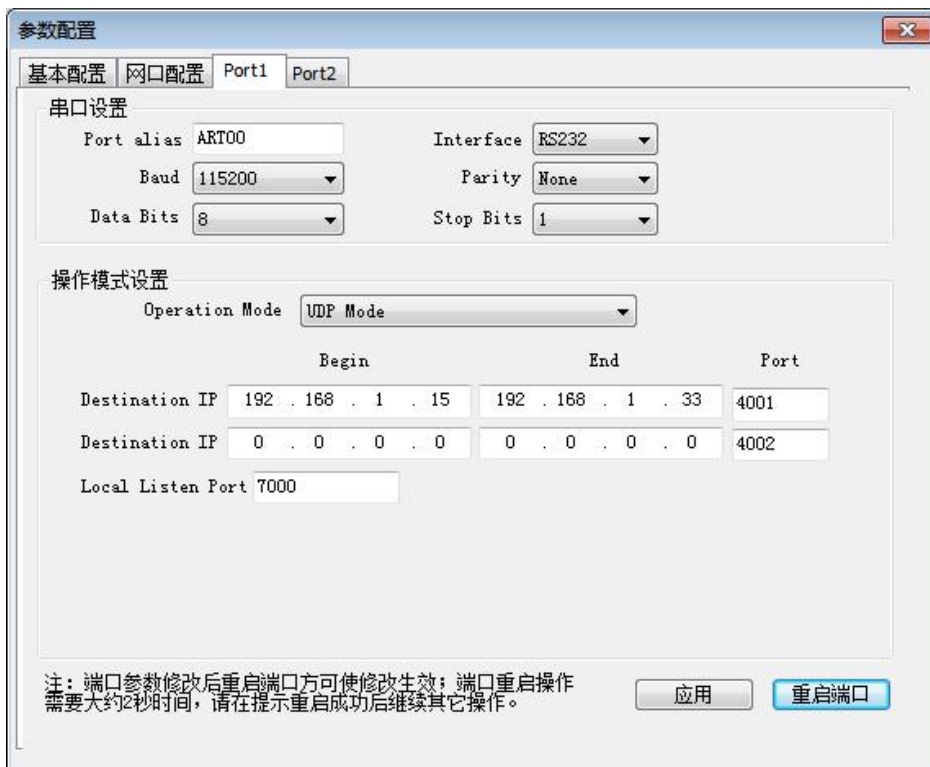 参数配置
基本配置 网口配置 Port1 Port2
串口设置
Port alias ART00 Interface RS232
Baud 115200 Parity None
Data Bits 8 Stop Bits 1
操作模式设置
Operation Mode UDP Mode
Begin End Port
Destination IP 192 . 168 . 1 . 15 192 . 168 . 1 . 33 4001
Destination IP 0 . 0 . 0 . 0 0 . 0 . 0 . 0 4002
Local Listen Port 7000
注：端口参数修改后重启端口方可使修改生效；端口重启操作
需要大约2秒时间，请在提示重启成功后继续其它操作。
应用 重启端口